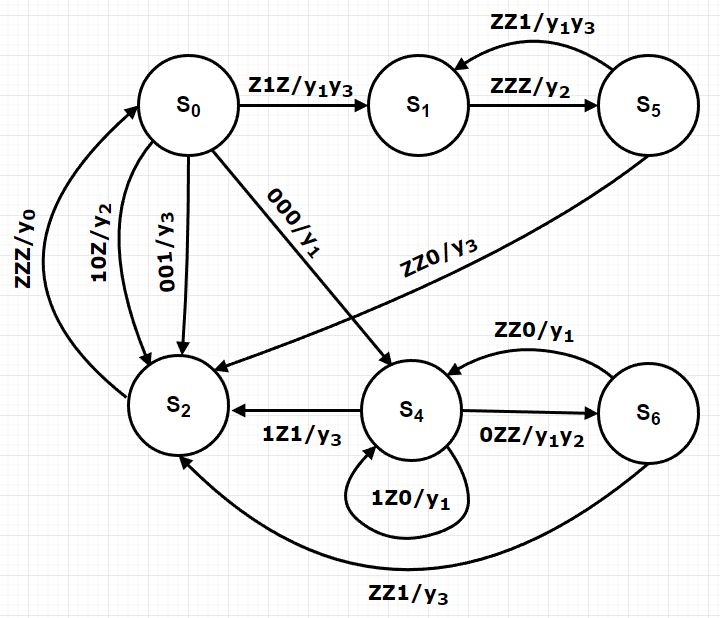 ZZ1/y₁y₃
S₀
Z1Z/y₁y₃
S₁
ZZZ/y₂
S₅
ZZZ/y₀
10Z/y₂
001/y₃
000/y₁
ZZ0/y₃
ZZ0/y₁
S₂
1Z1/y₃
S₄
0ZZ/y₁y₂
S₆
1Z0/y₁
ZZ1/y₃